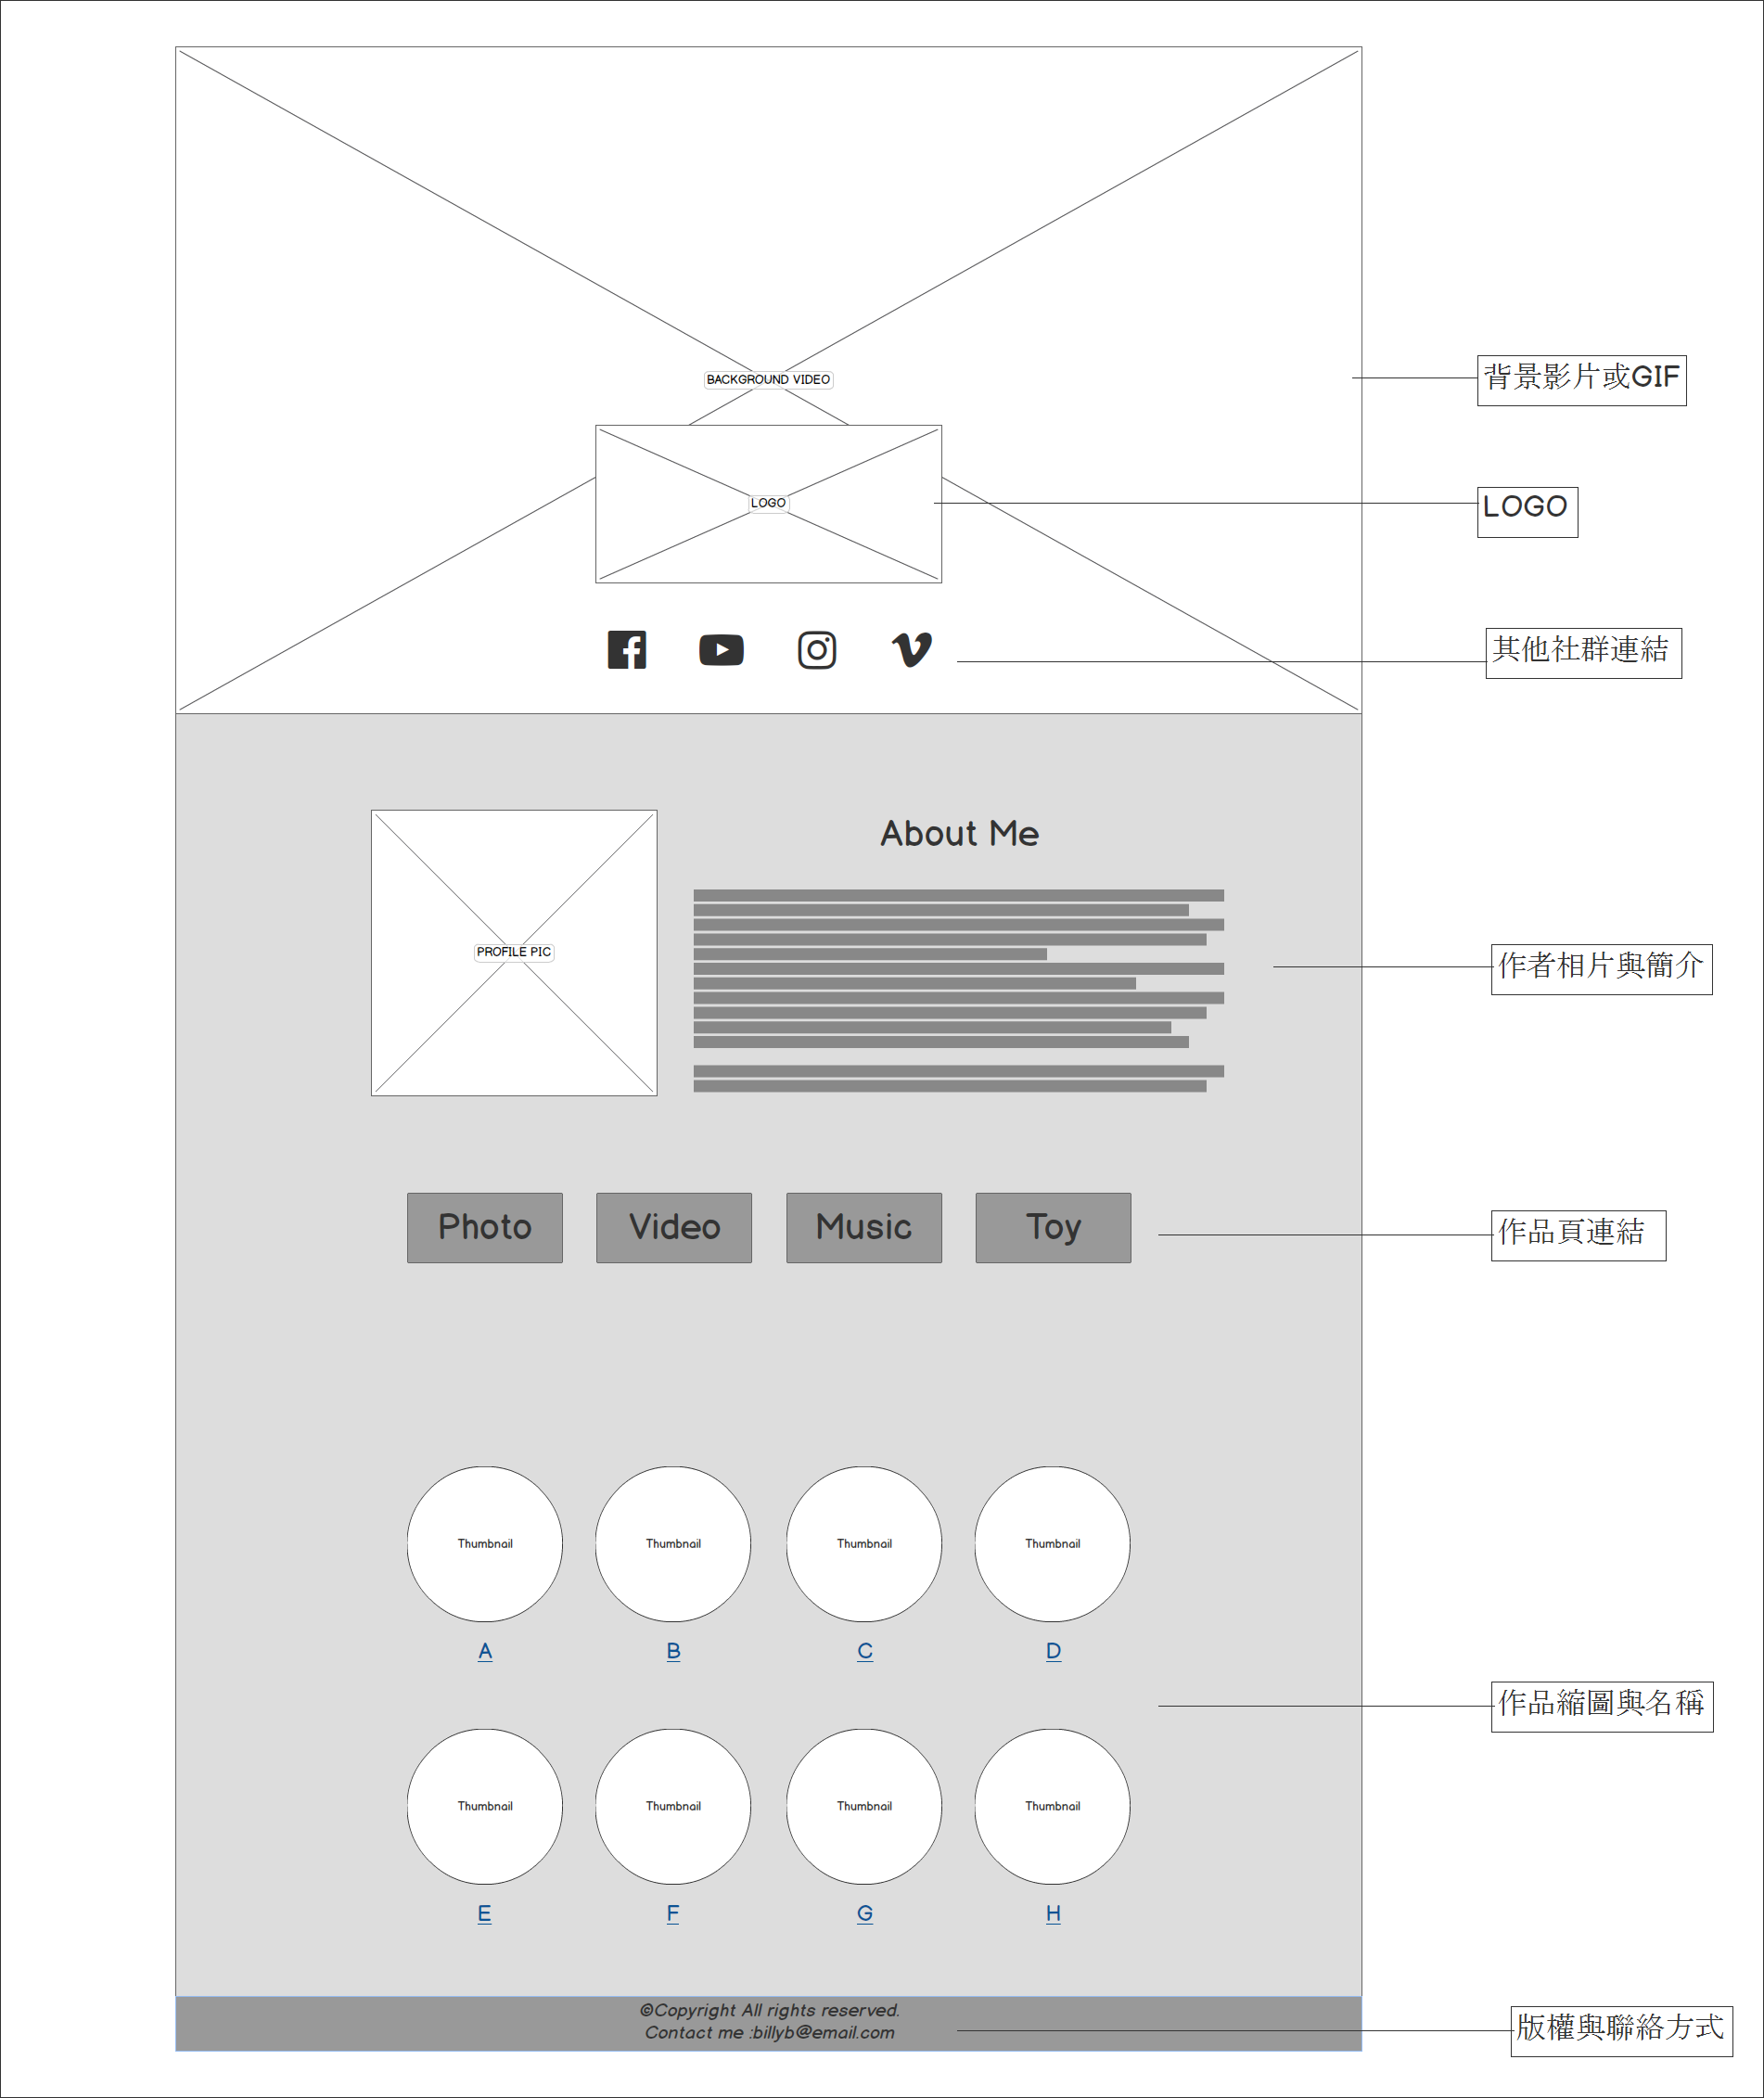 BACKGROUND VIDEO
背景影片或GIF
LOGO
LOGO
其他社群連結
About Me
PROFILE PIC
作者相片與簡介
Photo
Video
Music
Toy
作品頁連結
Thumbnail
Thumbnail
Thumbnail
Thumbnail
A
B
C
D
作品縮圖與名稱
Thumbnail
Thumbnail
Thumbnail
Thumbnail
E
F
G
H
©Copyright All rights reserved.
Contact me :billyb@email.com
版權與聯絡方式